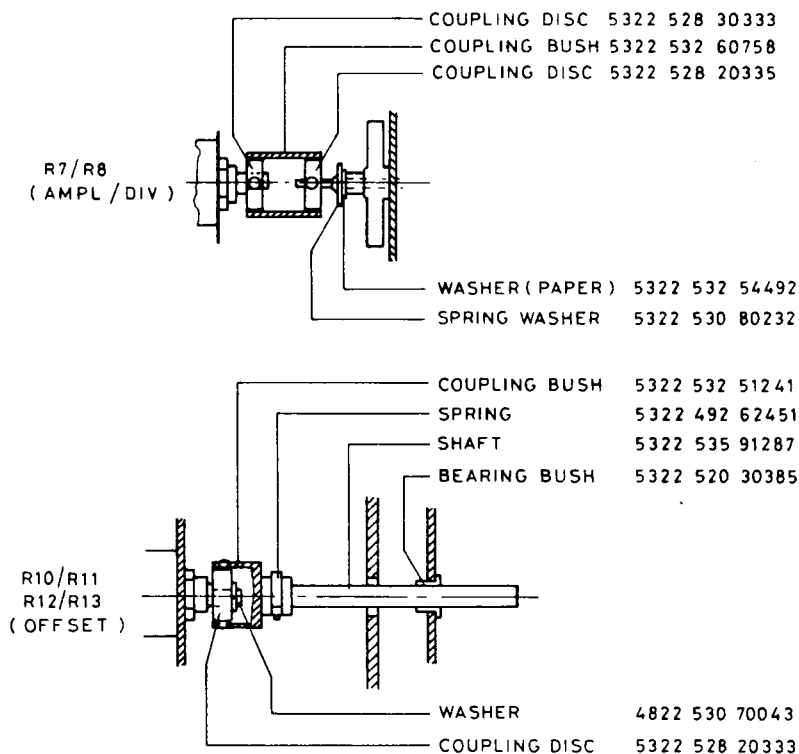 COUPLING DISC 5322 528 30333
COUPLING BUSH 5322 532 60758
COUPLING DISC 5322 528 20335
R7/R8
(AMPL/DIV)
WASHER (PAPER) 5322 532 54492
SPRING WASHER 5322 530 80232
COUPLING BUSH 5322 532 51241
SPRING 5322 492 62451
SHAFT 5322 535 91287
BEARING BUSH 5322 520 30385
R10/R11
R12/R13
(OFFSET)
WASHER 4822 530 70043
COUPLING DISC 5322 528 20333